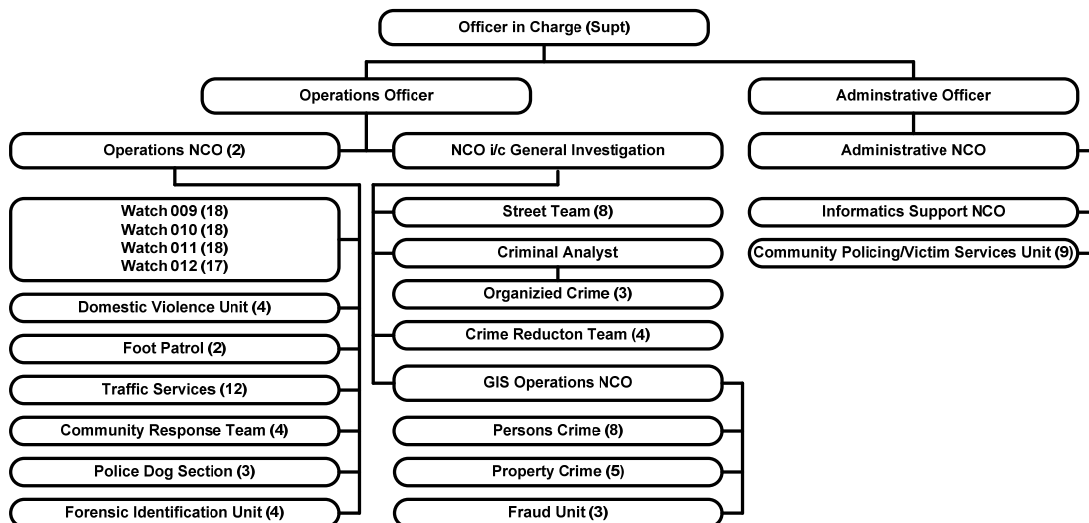 Officer in Charge (Supt)
Operations Officer
Adminstrative Officer
Operations NCO (2)
NCO i/c General Investigation
Administrative NCO
Watch 009 (18)
Watch 010 (18)
Watch 011 (18)
Watch 012 (17)
Domestic Violence Unit (4)
Foot Patrol (2)
Traffic Services (12)
Community Response Team (4)
Police Dog Section (3)
Forensic Identification Unit (4)
Street Team (8)
Criminal Analyst
Organizied Crime (3)
Crime Reducton Team (4)
GIS Operations NCO
Persons Crime (8)
Property Crime (5)
Fraud Unit (3)
Informatics Support NCO
Community Policing/Victim Services Unit (9)